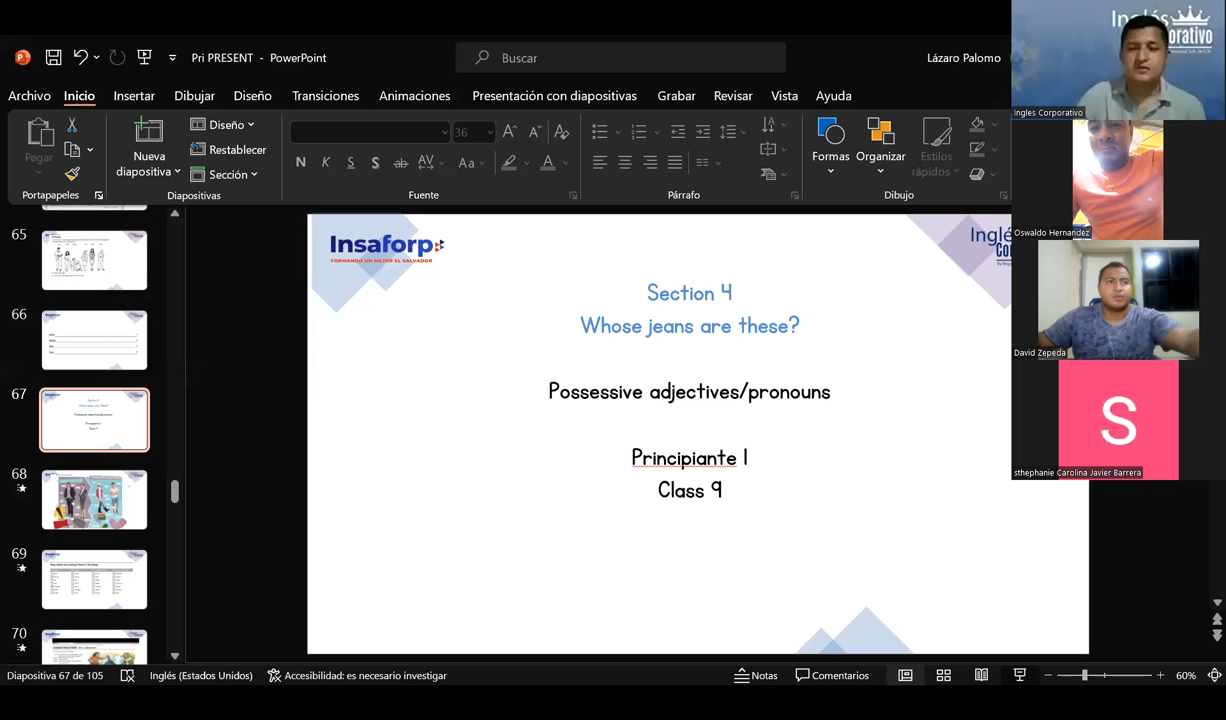 Pri PRESENT - PowerPoint
Buscar
Lázaro Palomo
Archivo Inicio Insertar Dibujar Diseño Transiciones Animaciones Presentación con diapositivas Grabar Revisar Vista Ayuda
Pegar
Nueva diapositiva
Diseño
Restablecer
Sección
36
N K S S ab AV Aa A
Formas Organizar Estilos rápidos
Portapapeles Diapositivas Fuente Párrafo Dibujo
65
66
67
68
69
70
Insaforp
FORMANDO UN MEJOR EL SALVADOR
Section 4
Whose jeans are these?
Possessive adjectives/pronouns
Principiante 1
Class 9
Inglés
Ingles Corporativo
Oswaldo Hernandez
David Zepeda
S
sthephanie Carolina Javier Barrera
Diapositiva 67 de 105 Inglés (Estados Unidos) Accesibilidad: es necesario investigar Notas Comentarios 60%